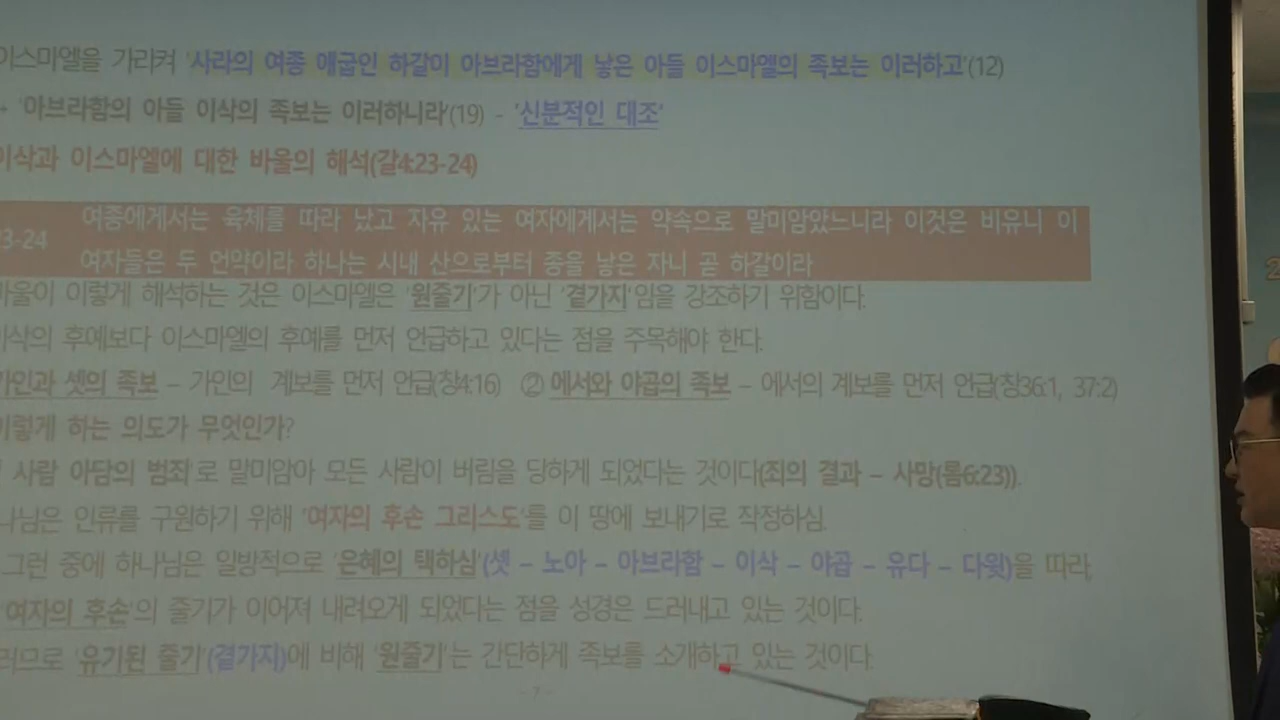 이스마엘을 가리켜 '사라의 여종 애굽인 하갈이 아브라함에게 낳은 아들 이스마엘의 족보는 이러하고'(12)
'아브라함의 아들 이삭의 족보는 이러하니라'(19) - '신분적인 대조'
이삭과 이스마엘에 대한 바울의 해석(갈4:23-24)
23-24 여종에게서는 육체를 따라 났고 자유 있는 여자에게서는 약속으로 말미암았느니라 이것은 비유니 이
여자들은 두 언약이라 하나는 시내 산으로부터 종을 낳은 자니 곧 하갈이라
바울이 이렇게 해석하는 것은 이스마엘은 '원줄기'가 아닌 '곁가지'임을 강조하기 위함이다.
이삭의 후예보다 이스마엘의 후예를 먼저 언급하고 있다는 점을 주목해야 한다.
가인과 셋의 족보 – 가인의 계보를 먼저 언급(창4:16) ② 에서와 야곱의 족보 – 에서의 계보를 먼저 언급(창36:1, 37:2)
이렇게 하는 의도가 무엇인가?
사람 아담의 범죄'로 말미암아 모든 사람이 버림을 당하게 되었다는 것이다(죄의 결과 – 사망(롬6:23)).
나님은 인류를 구원하기 위해 '여자의 후손 그리스도'를 이 땅에 보내기로 작정하심.
그런 중에 하나님은 일방적으로 '은혜의 택하심'(셋 – 노아 – 아브라함 – 이삭 – 야곱 – 유다 – 다윗)을 따라,
여자의 후손'의 줄기가 이어져 내려오게 되었다는 점을 성경은 드러내고 있는 것이다.
러므로 '유기된 줄기'(곁가지)에 비해 '원줄기'는 간단하게 족보를 소개하고 있는 것이다.
- 7 -